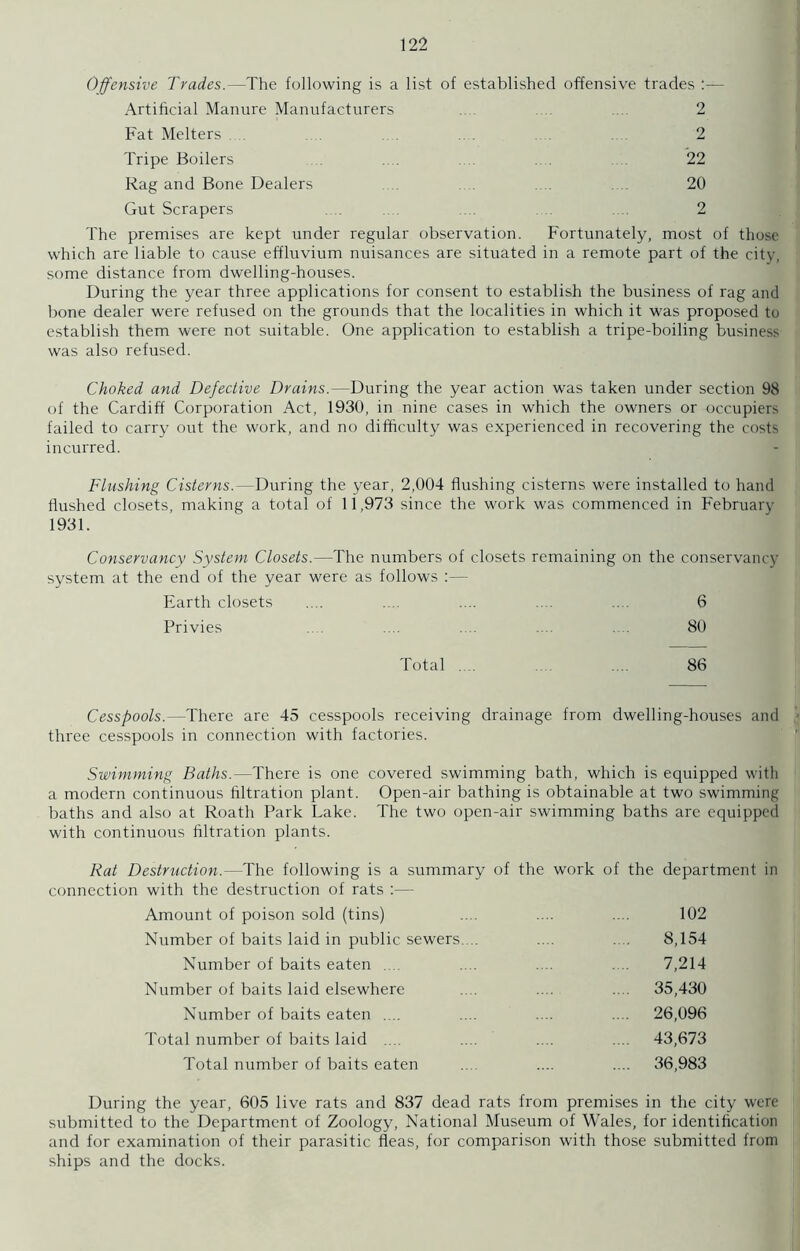 122
Offensive Trades.—The following is a list of established offensive trades :—
Artificial Manure Manufacturers .... .... .... 2
Fat Melters .... .... .... .... .... .... 2
Tripe Boilers .... .... .... .... .... 22
Rag and Bone Dealers .... .... .... .... 20
Gut Scrapers .... .... .... .... .... 2
The premises are kept under regular observation. Fortunately, most of those
which are liable to cause effluvium nuisances are situated in a remote part of the city,
some distance from dwelling-houses.
During the year three applications for consent to establish the business of rag and
bone dealer were refused on the grounds that the localities in which it was proposed to
establish them were not suitable. One application to establish a tripe-boiling business
was also refused.
Choked and Defective Drains.—During the year action was taken under section 98
of the Cardiff Corporation Act, 1930, in nine cases in which the owners or occupiers
failed to carry out the work, and no difficulty was experienced in recovering the costs
incurred.
Flushing Cisterns.—During the year, 2,004 flushing cisterns were installed to hand
flushed closets, making a total of 11,973 since the work was commenced in February
1931.
Conservancy System Closets.—The numbers of closets remaining on the conservancy
system at the end of the year were as follows :—
Earth closets .... .... .... .... .... 6
Privies .... .... .... .... .... 80
Total .... .... .... 86
Cesspools.—There are 45 cesspools receiving drainage from dwelling-houses and
three cesspools in connection with factories.
Swimming Baths.—There is one covered swimming bath, which is equipped with
a modern continuous filtration plant. Open-air bathing is obtainable at two swimming
baths and also at Roath Park Lake. The two open-air swimming baths are equipped
with continuous filtration plants.
Rat Destruction.—The following is a summary of the work of the department in
connection with the destruction of rats :—
Amount of poison sold (tins) .... .... .... 102
Number of baits laid in public sewers.... .... .... 8,154
Number of baits eaten .... .... .... .... 7,214
Number of baits laid elsewhere .... .... .... 35,430
Number of baits eaten .... .... .... .... 26,096
Total number of baits laid .... .... .... .... 43,673
Total number of baits eaten .... .... .... 36,983
During the year, 605 live rats and 837 dead rats from premises in the city were
submitted to the Department of Zoology, National Museum of Wales, for identification
and for examination of their parasitic fleas, for comparison with those submitted from
ships and the docks.